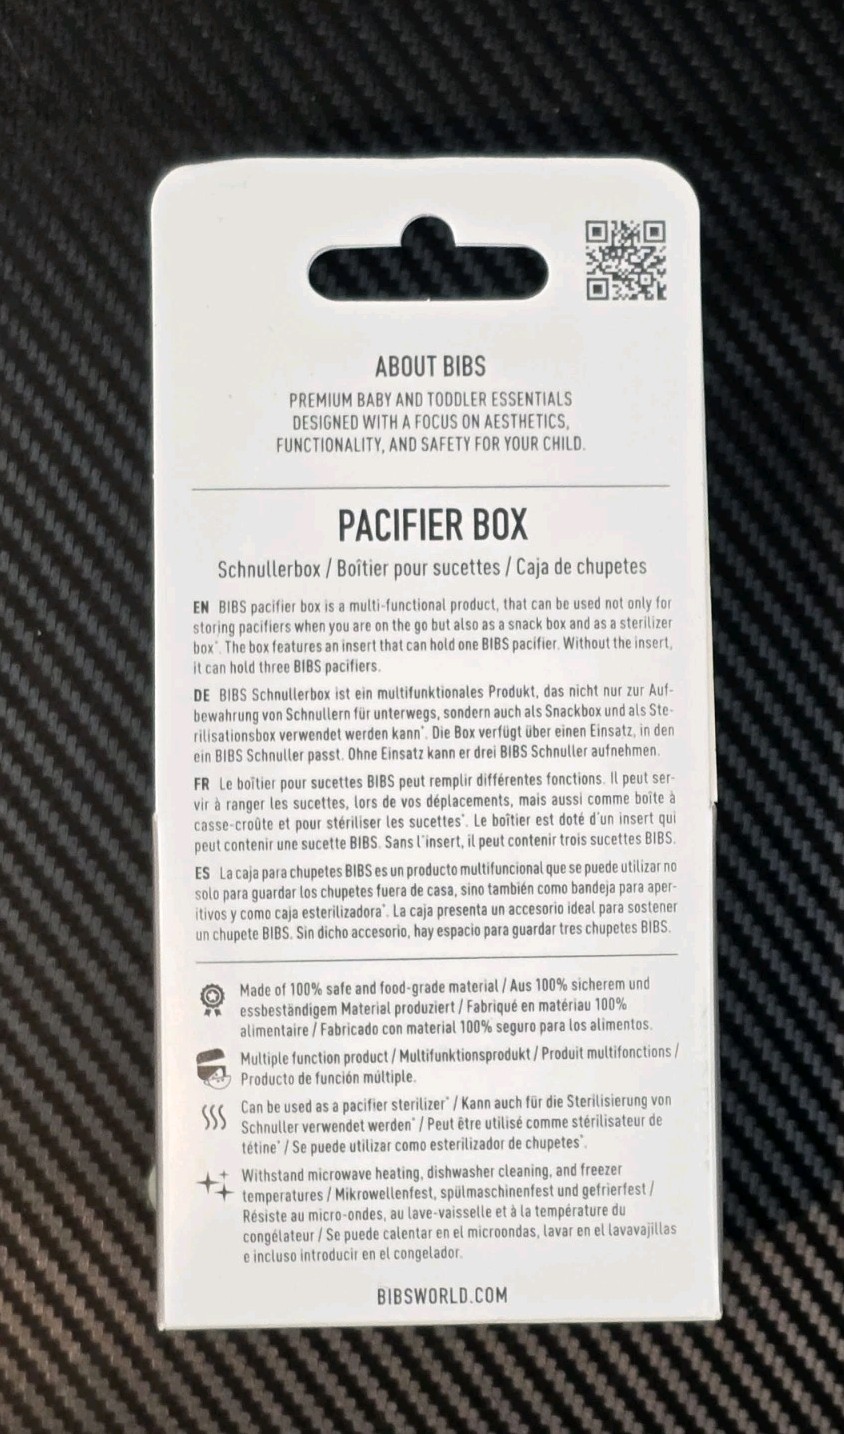 ABOUT BIBS
PREMIUM BABY AND TODDLER ESSENTIALS
DESIGNED WITH A FOCUS ON AESTHETICS,
FUNCTIONALITY, AND SAFETY FOR YOUR CHILD.
PACIFIER BOX
Schnullerbox / Boîtier pour sucettes / Caja de chupetes
EN BIBS pacifier box is a multi-functional product, that can be used not only for
storing pacifiers when you are on the go but also as a snack box and as a sterilizer
box*. The box features an insert that can hold one BIBS pacifier. Without the insert,
it can hold three BIBS pacifiers.
DE BIBS Schnullerbox ist ein multifunktionales Produkt, das nicht nur zur Auf-
bewahrung von Schnullern für unterwegs, sondern auch als Snackbox und als Ste-
rilisationsbox verwendet werden kann*. Die Box verfügt über einen Einsatz, in den
ein BIBS Schnuller passt. Ohne Einsatz kann er drei BIBS Schnuller aufnehmen.
FR Le boîtier pour sucettes BIBS peut remplir différentes fonctions. Il peut ser-
vir à ranger les sucettes, lors de vos déplacements, mais aussi comme boîte à
casse-croûte et pour stériliser les sucettes*. Le boîtier est doté d'un insert qui
peut contenir une sucette BIBS. Sans l'insert, il peut contenir trois sucettes BIBS.
ES La caja para chupetes BIBS es un producto multifuncional que se puede utilizar no
solo para guardar los chupetes fuera de casa, sino también como bandeja para aper-
itivos y como caja esterilizadora*. La caja presenta un accesorio ideal para sostener
un chupete BIBS. Sin dicho accesorio, hay espacio para guardar tres chupetes BIBS.
Made of 100% safe and food-grade material / Aus 100% sicherem und
essbeständigem Material produziert / Fabriqué en matériau 100%
alimentaire / Fabricado con material 100% seguro para los alimentos.
Multiple function product / Multifunktionsprodukt / Produit multifonctions /
Producto de función múltiple.
Can be used as a pacifier sterilizer* / Kann auch für die Sterilisierung von
Schnuller verwendet werden* / Peut être utilisé comme stérilisateur de
tétine* / Se puede utilizar como esterilizador de chupetes*.
Withstand microwave heating, dishwasher cleaning, and freezer
temperatures / Mikrowellenfest, spülmaschinenfest und gefrierfest /
Résiste au micro-ondes, au lave-vaisselle et à la température du
congélateur / Se puede calentar en el microondas, lavar en el lavavajillas
e incluso introducir en el congelador.
BIBSWORLD.COM